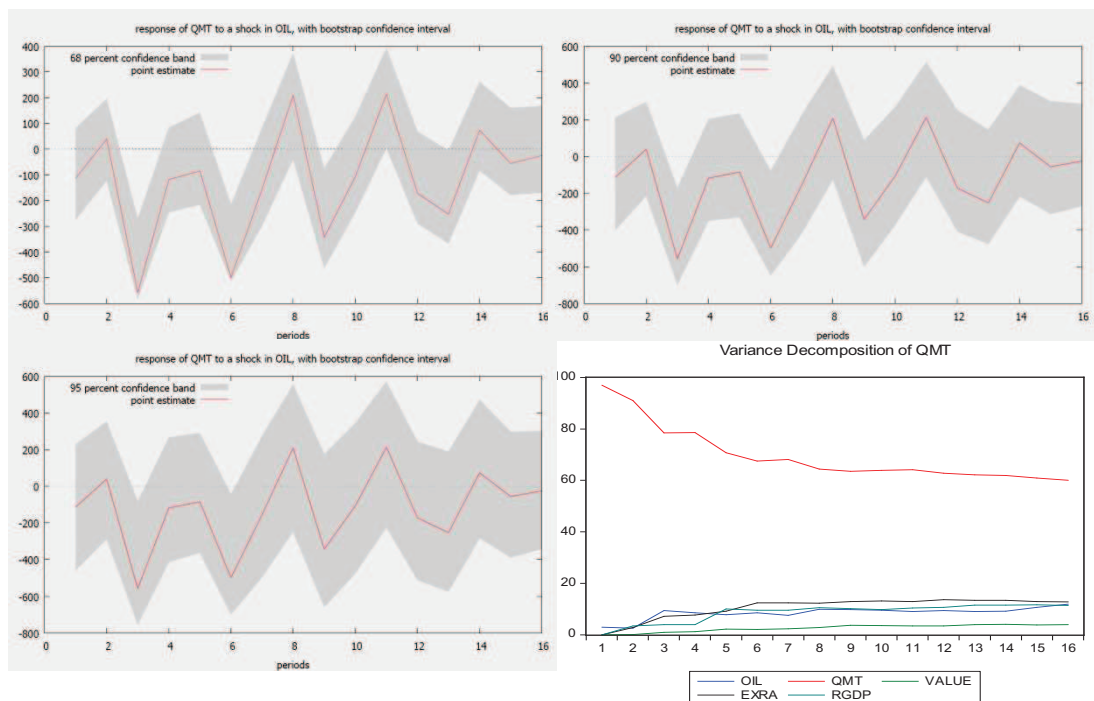 response of QMT to a shock in OIL, with bootstrap confidence interval
68 percent confidence band
point estimate
400
300
200
100
0
-100
-200
-300
-400
-500
-600
0 2 4 6 8 10 12 14 16
periods
response of QMT to a shock in OIL, with bootstrap confidence interval
90 percent confidence band
point estimate
600
400
200
0
-200
-400
-600
-800
0 2 4 6 8 10 12 14 16
periods
response of QMT to a shock in OIL, with bootstrap confidence interval
95 percent confidence band
point estimate
600
400
200
0
-200
-400
-600
-800
0 2 4 6 8 10 12 14 16
periods
Variance Decomposition of QMT
100
80
60
40
20
0
1 2 3 4 5 6 7 8 9 10 11 12 13 14 15 16
OIL QMT VALUE
EXRA RGDP